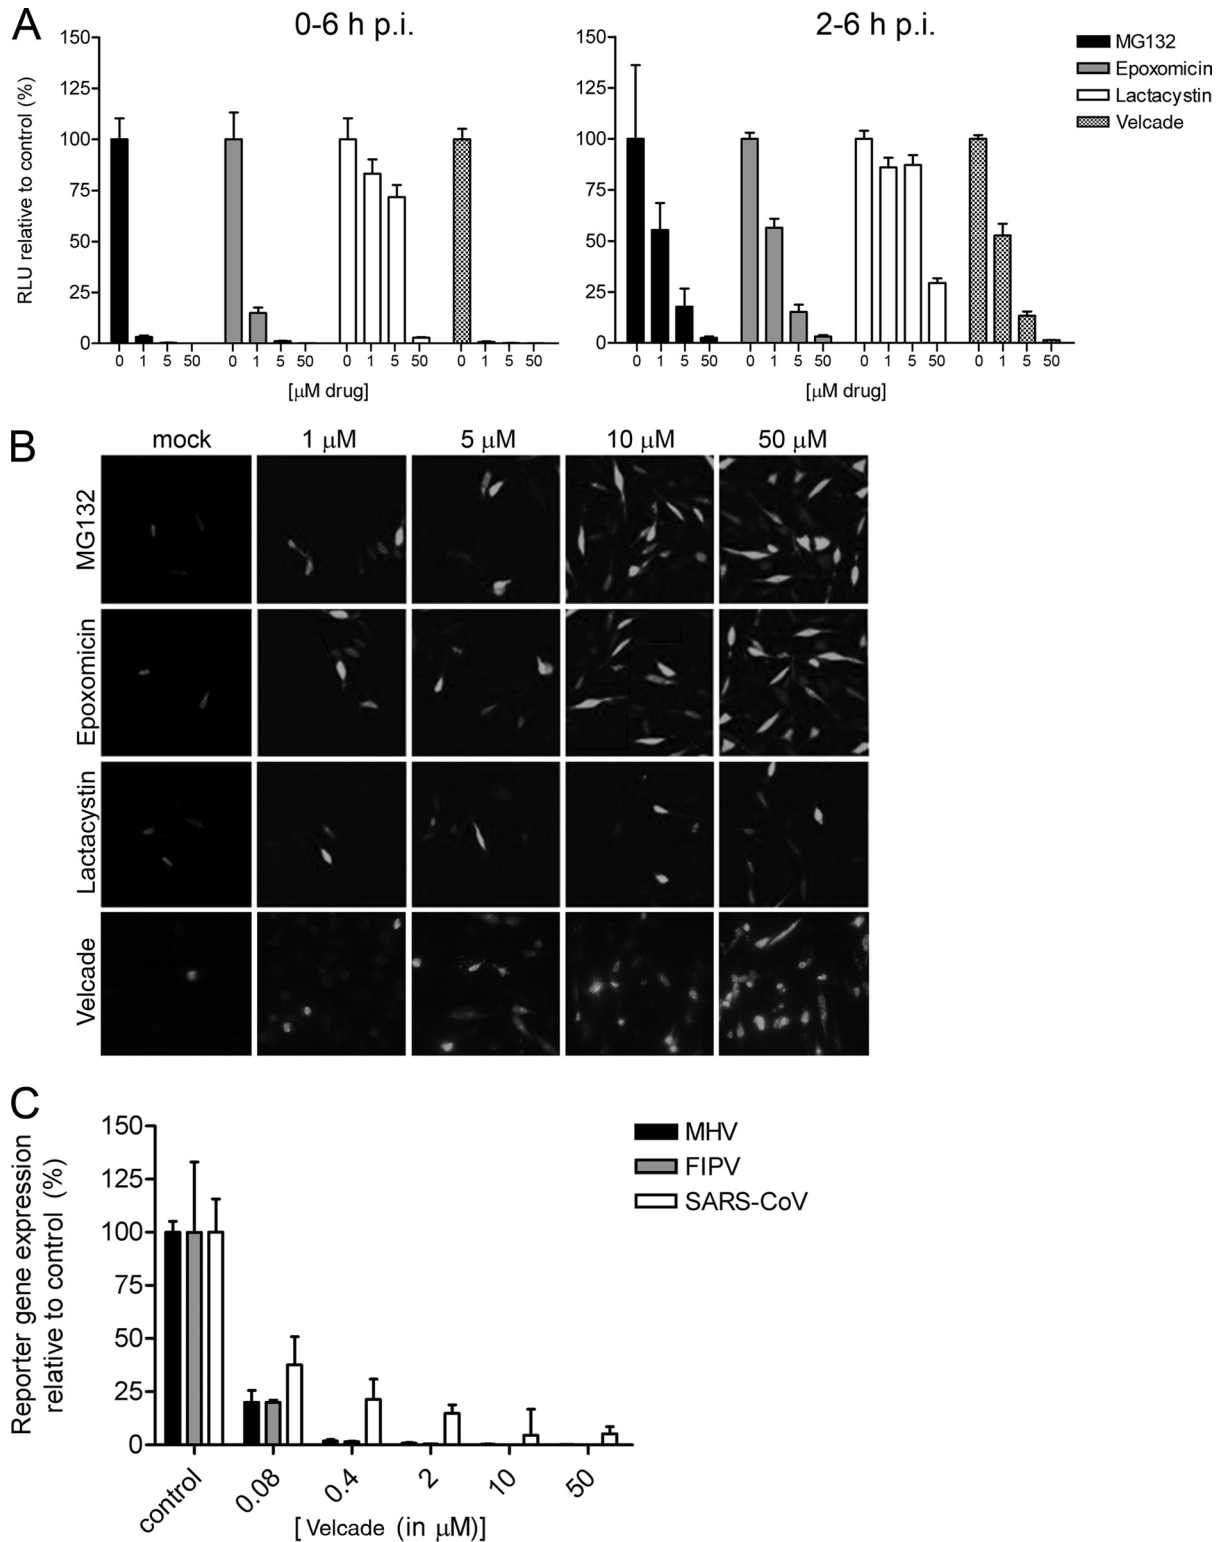 A
0-6 h p.i.
2-6 h p.i.
RLU relative to control (%)
150
125
100
75
50
25
0
0 1 5 50 0 1 5 50 0 1 5 50 0 1 5 50
[μM drug]
150
125
100
75
50
25
0
0 1 5 50 0 1 5 50 0 1 5 50 0 1 5 50
[μM drug]
MG132
Epoxomicin
Lactacystin
Velcade
B
mock 1 μM 5 μM 10 μM 50 μM
MG132
Epoxomicin
Lactacystin
Velcade
C
Reporter gene expression
relative to control (%)
150
125
100
75
50
25
0
control 0.08 0.4 2 10 50
[ Velcade (in μM)]
MHV
FIPV
SARS-CoV